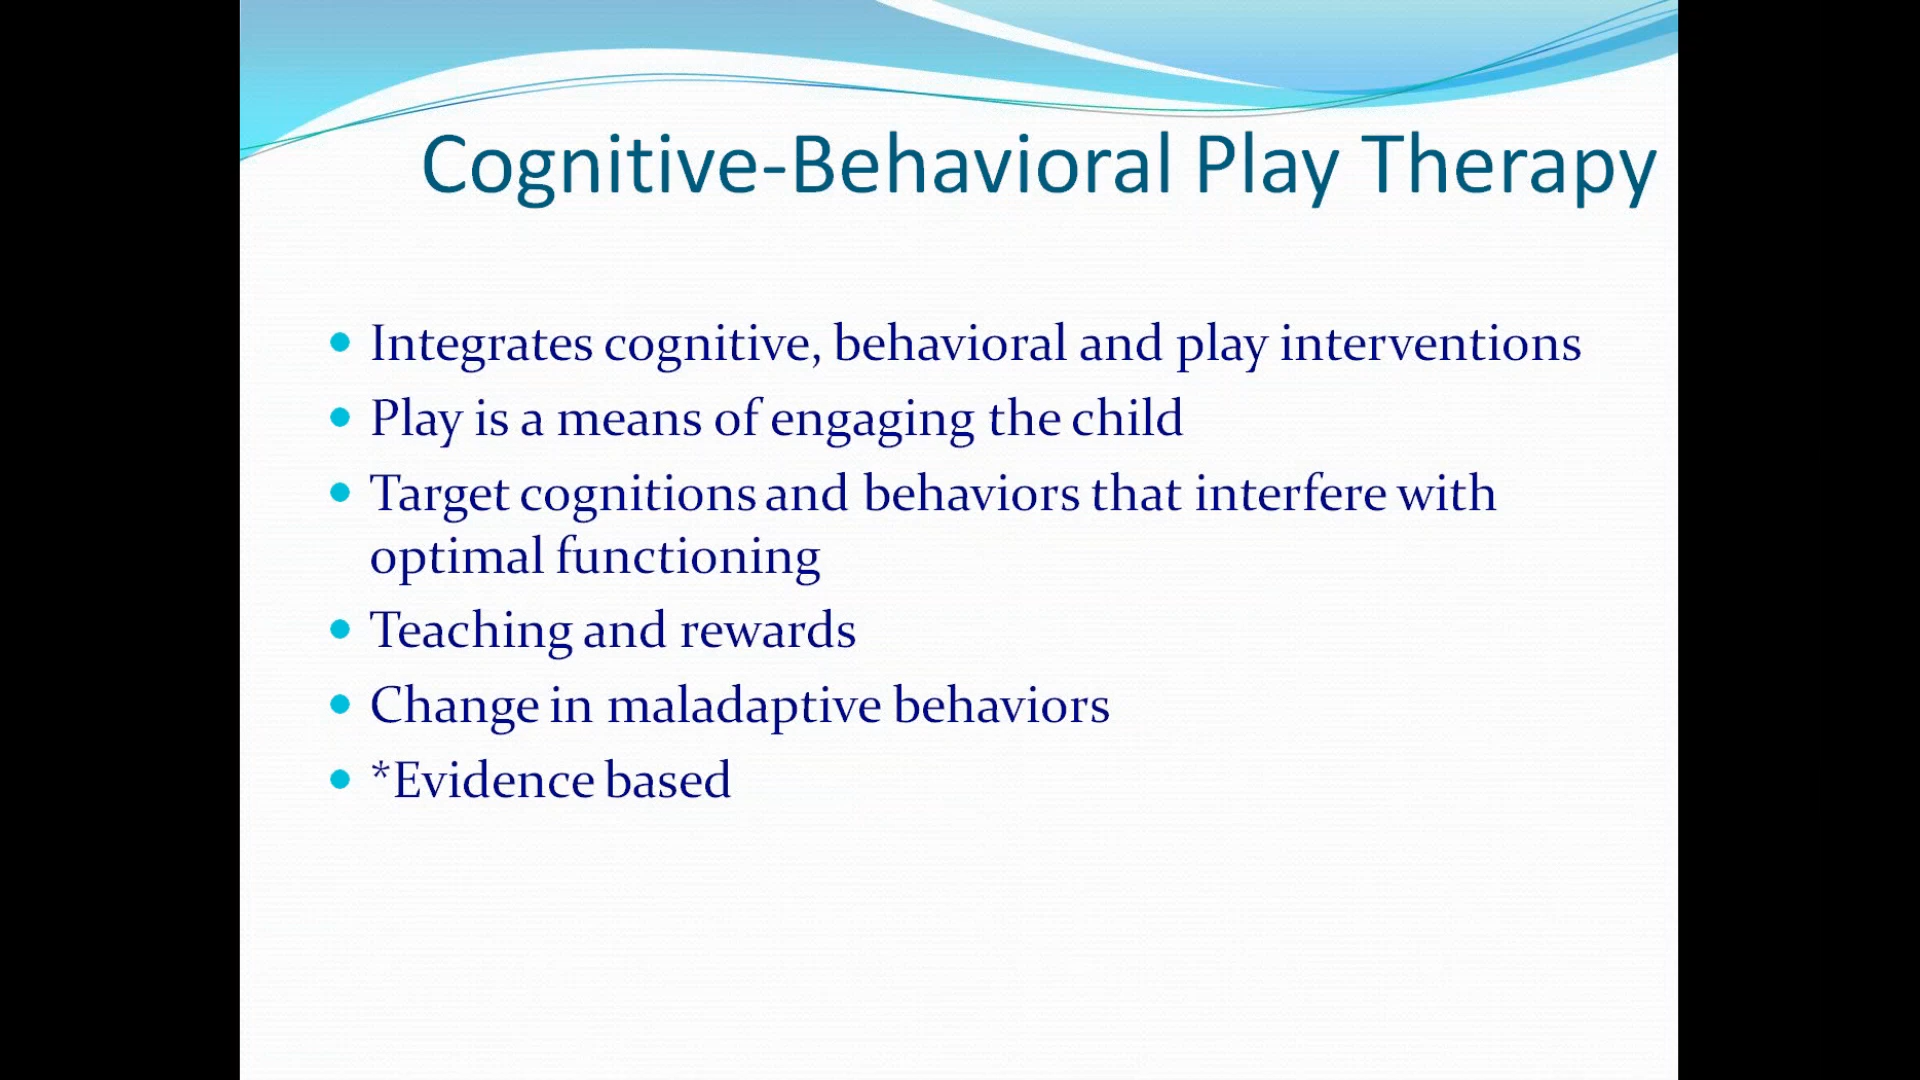 Cognitive-Behavioral Play Therapy
• Integrates cognitive, behavioral and play interventions
• Play is a means of engaging the child
• Target cognitions and behaviors that interfere with
optimal functioning
• Teaching and rewards
• Change in maladaptive behaviors
• *Evidence based